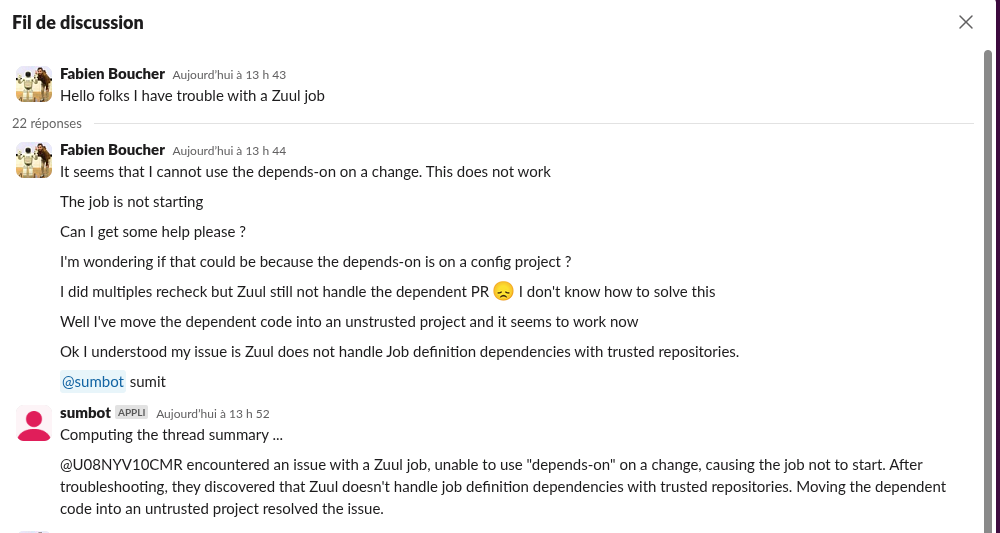 Fil de discussion
Fabien Boucher Aujourd'hui à 13 h 43
Hello folks I have trouble with a Zuul job
22 réponses
Fabien Boucher Aujourd'hui à 13 h 44
It seems that I cannot use the depends-on on a change. This does not work
The job is not starting
Can I get some help please ?
I'm wondering if that could be because the depends-on is on a config project ?
I did multiples recheck but Zuul still not handle the dependent PR 😞 I don't know how to solve this
Well I've move the dependent code into an unstrusted project and it seems to work now
Ok I understood my issue is Zuul does not handle Job definition dependencies with trusted repositories.
@sumbot sumit
sumbot APPLI Aujourd'hui à 13 h 52
Computing the thread summary ...
@U08NYV10CMR encountered an issue with a Zuul job, unable to use "depends-on" on a change, causing the job not to start. After
troubleshooting, they discovered that Zuul doesn't handle job definition dependencies with trusted repositories. Moving the dependent
code into an untrusted project resolved the issue.